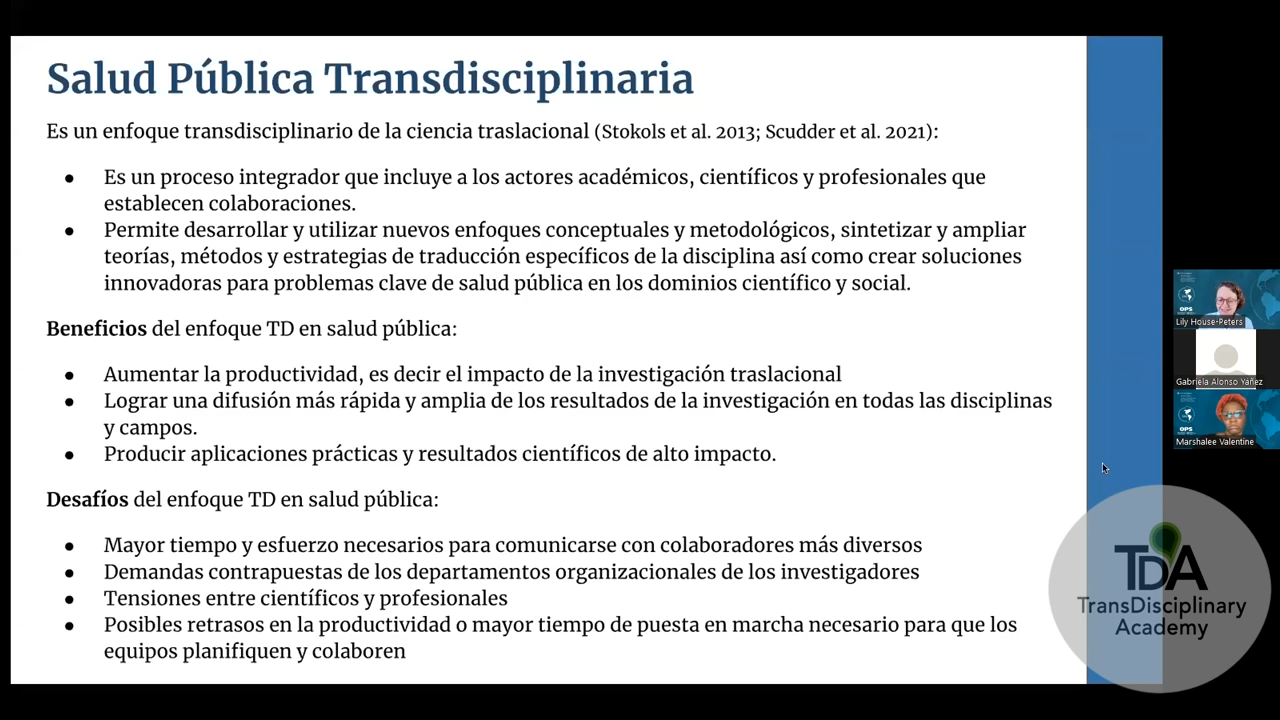 Salud Pública Transdisciplinaria
Es un enfoque transdisciplinario de la ciencia traslacional (Stokols et al. 2013; Scudder et al. 2021):
● Es un proceso integrador que incluye a los actores académicos, científicos y profesionales que
establecen colaboraciones.
● Permite desarrollar y utilizar nuevos enfoques conceptuales y metodológicos, sintetizar y ampliar
teorías, métodos y estrategias de traducción específicos de la disciplina así como crear soluciones
innovadoras para problemas clave de salud pública en los dominios científico y social.
Beneficios del enfoque TD en salud pública:
● Aumentar la productividad, es decir el impacto de la investigación traslacional
● Lograr una difusión más rápida y amplia de los resultados de la investigación en todas las disciplinas
y campos.
● Producir aplicaciones prácticas y resultados científicos de alto impacto.
Desafíos del enfoque TD en salud pública:
● Mayor tiempo y esfuerzo necesarios para comunicarse con colaboradores más diversos
● Demandas contrapuestas de los departamentos organizacionales de los investigadores
● Tensiones entre científicos y profesionales
● Posibles retrasos en la productividad o mayor tiempo de puesta en marcha necesario para que los
equipos planifiquen y colaboren
OPS
Lily House-Peters
Gabriela Alonso Yáñez
OPS
Marshalee Valentine
TDA
TransDisciplinary
Academy